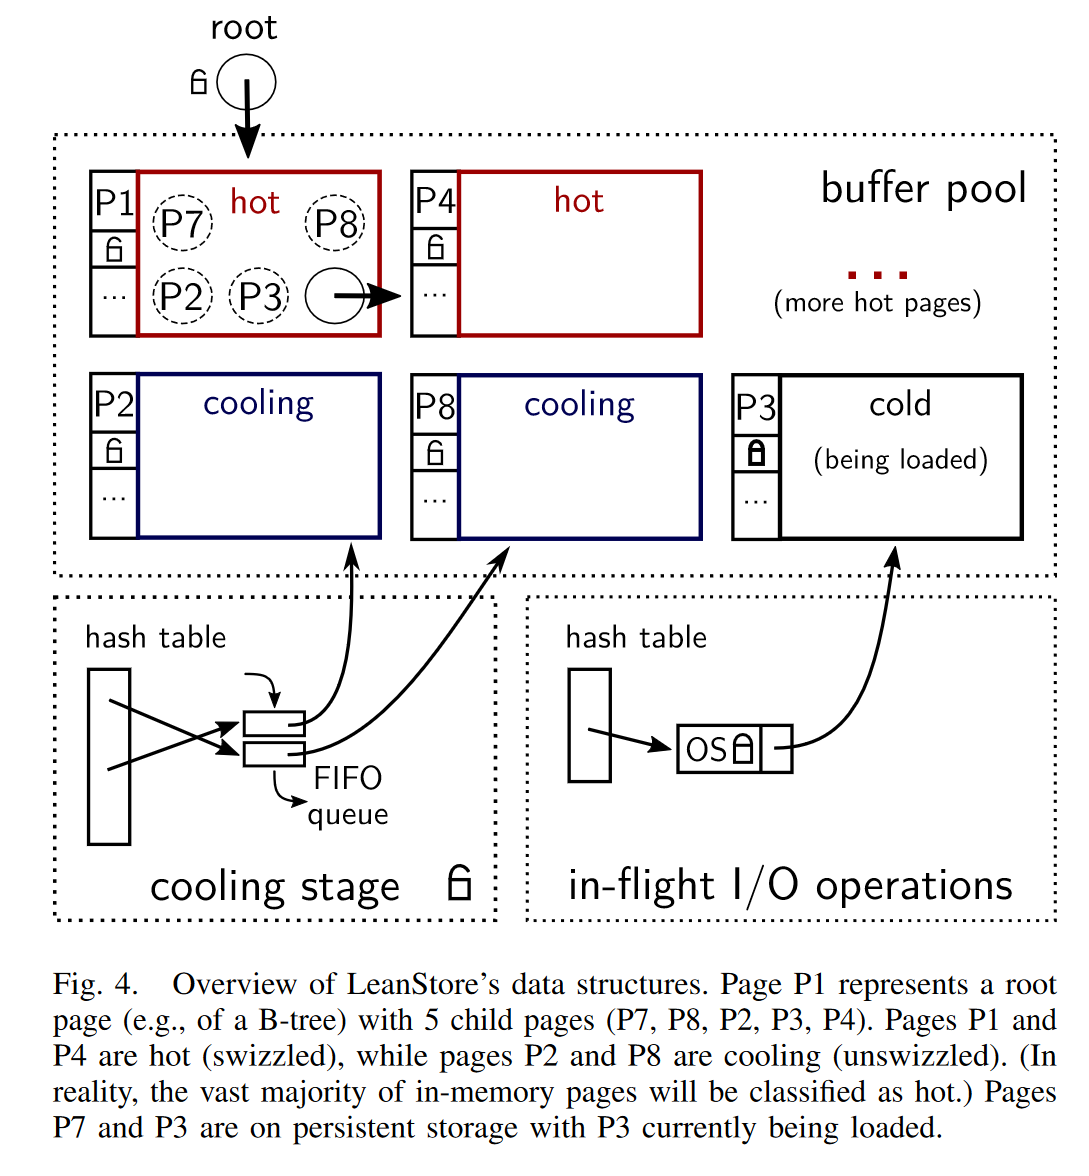 root
buffer pool
P1
hot
P7
P8
...
P2
P3
P4
hot
...
...
(more hot pages)
P2
cooling
...
P8
cooling
...
P3
cold
(being loaded)
...
hash table
FIFO
queue
cooling stage
hash table
OS
in-flight I/O operations
Fig. 4. Overview of LeanStore's data structures. Page P1 represents a root
page (e.g., of a B-tree) with 5 child pages (P7, P8, P2, P3, P4). Pages P1 and
P4 are hot (swizzled), while pages P2 and P8 are cooling (unswizzled). (In
reality, the vast majority of in-memory pages will be classified as hot.) Pages
P7 and P3 are on persistent storage with P3 currently being loaded.